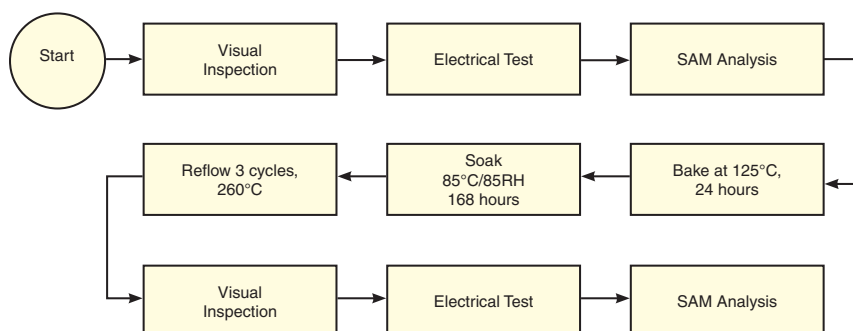 Start
Visual
Inspection
Electrical Test
SAM Analysis
Bake at 125°C,
24 hours
Soak
85°C/85RH
168 hours
Reflow 3 cycles,
260°C
Visual
Inspection
Electrical Test
SAM Analysis